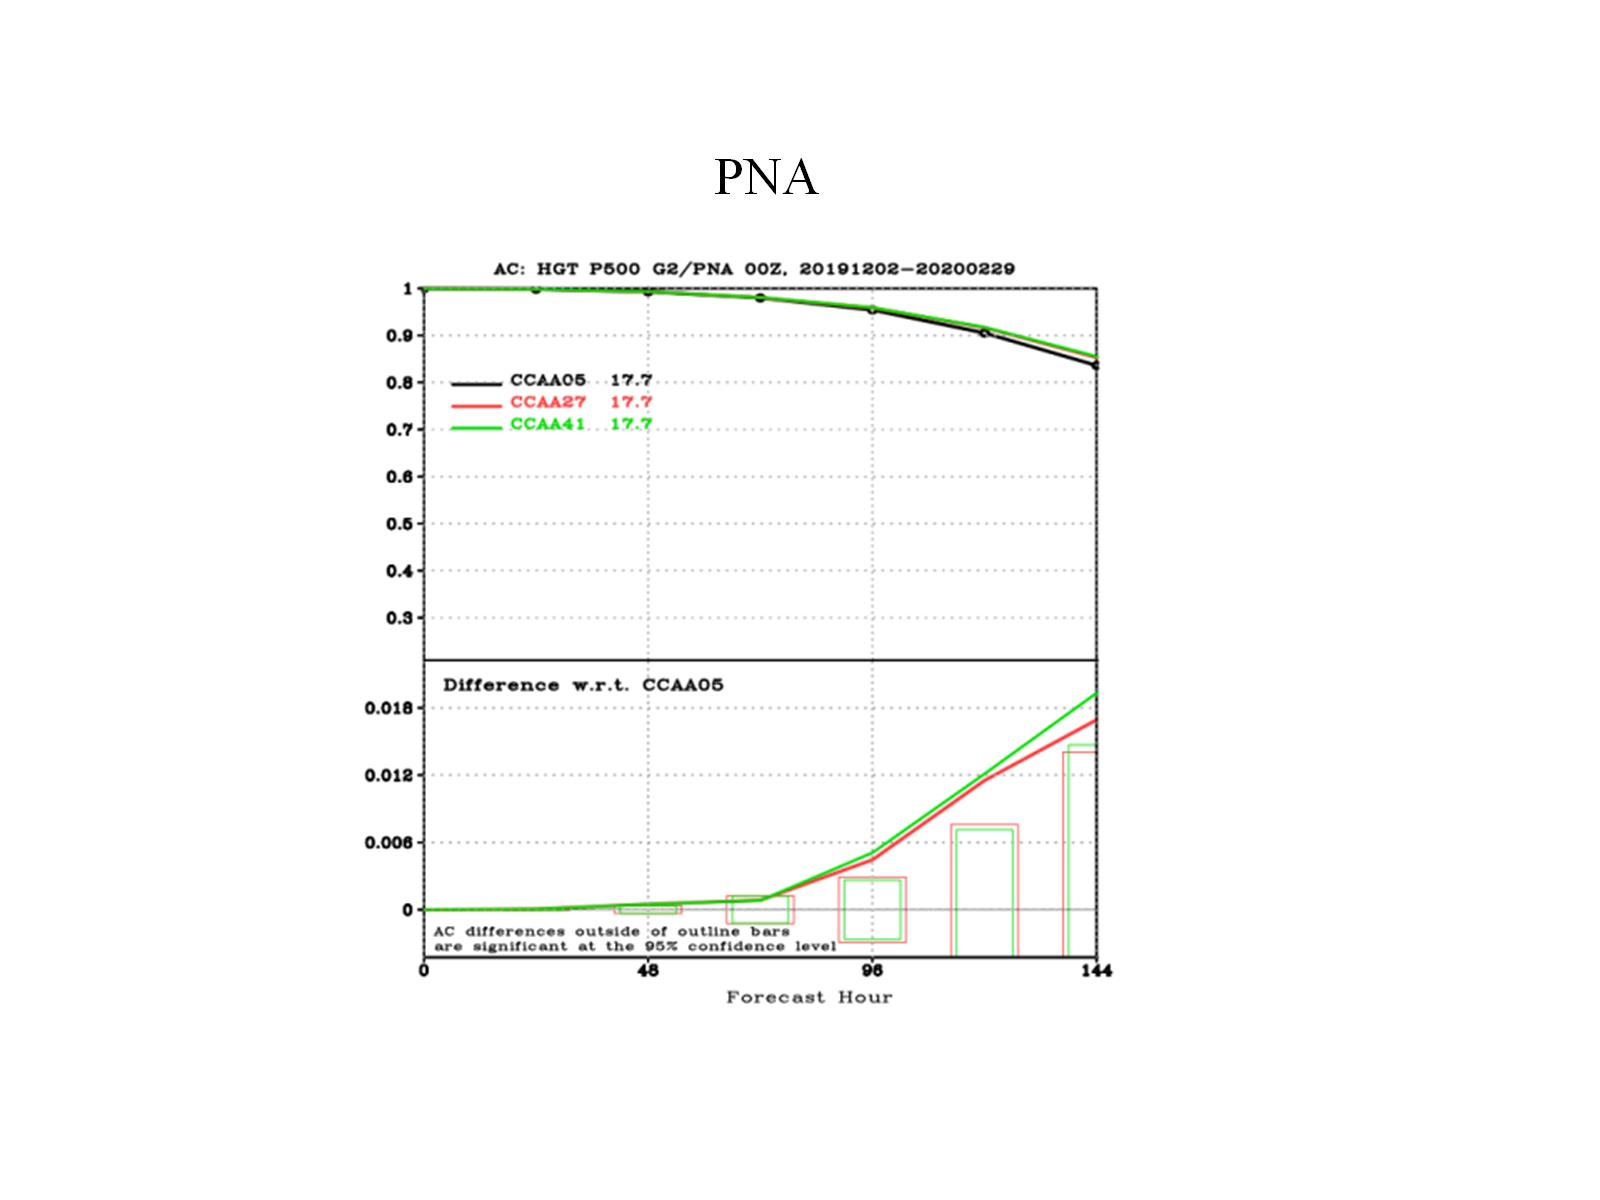 PNA
AC: HGT P500 G2/PNA 00Z, 20191202-20200229
1
0.9
0.8
0.7
0.6
0.5
0.4
0.3
CCAA05 17.7
CCAA27 17.7
CCAA41 17.7
Difference w.r.t. CCAA05
0.018
0.012
0.006
0
AC differences outside of outline bars
are significant at the 95% confidence level
0 48 96 144
Forecast Hour